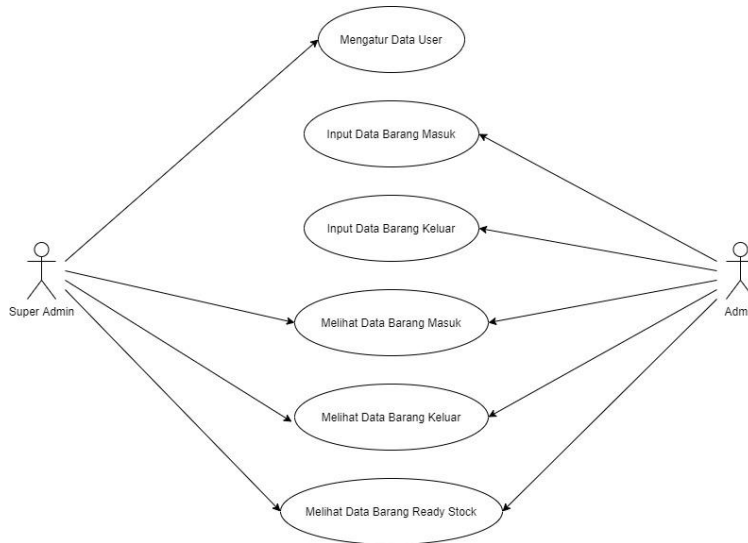 Mengatur Data User
Input Data Barang Masuk
Input Data Barang Keluar
Super Admin
Adm
Melihat Data Barang Masuk
Melihat Data Barang Keluar
Melihat Data Barang Ready Stock